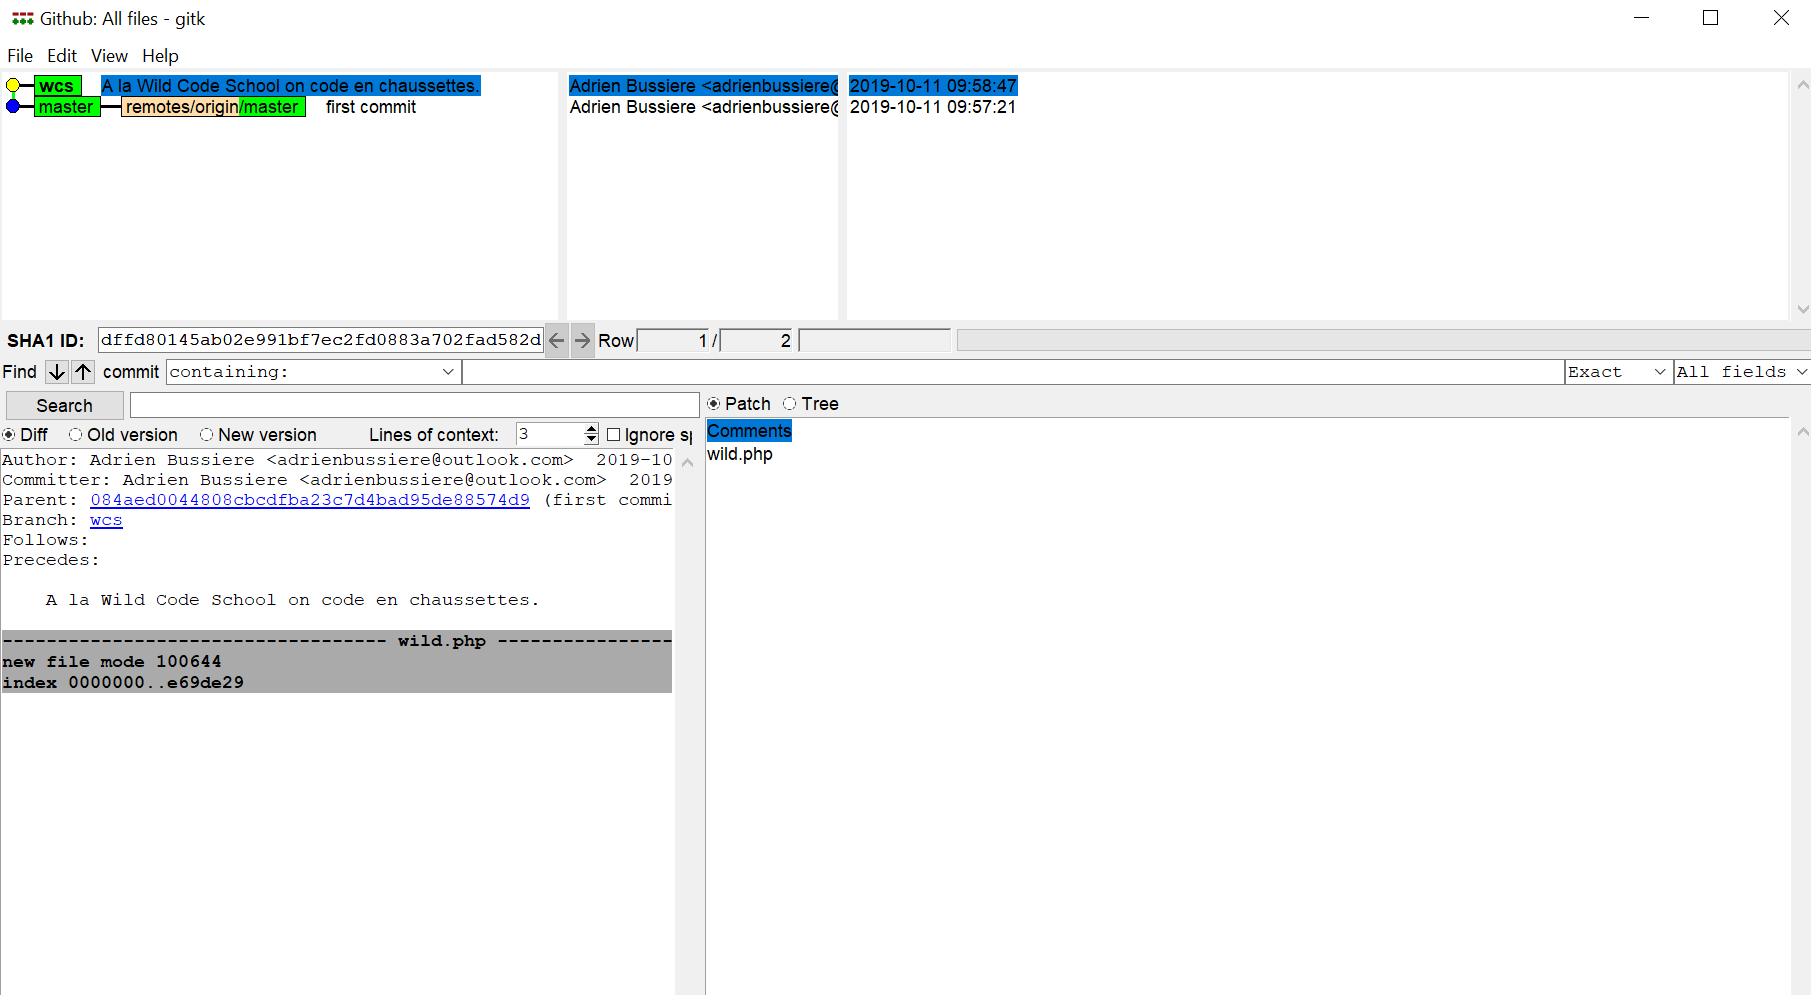 Github: All files - gitk
File Edit View Help
wcs A la Wild Code School on code en chaussettes. Adrien Bussiere <adrienbussiere@ 2019-10-11 09:58:47
master remotes/origin/master first commit Adrien Bussiere <adrienbussiere@ 2019-10-11 09:57:21
SHA1 ID: dffd80145ab02e991bf7ec2fd0883a702fad582d ← → Row 1 / 2
Find ↓ ↑ commit containing: Exact All fields
Search Patch Tree
Diff Old version New version Lines of context: 3 Ignore sp
Comments
wild.php
Author: Adrien Bussiere <adrienbussiere@outlook.com> 2019-10
Committer: Adrien Bussiere <adrienbussiere@outlook.com> 2019
Parent: 084aed0044808cbcdfba23c7d4bad95de88574d9 (first commi
Branch: wcs
Follows:
Precedes:
A la Wild Code School on code en chaussettes.
----------------------------------- wild.php ----------------
new file mode 100644
index 0000000..e69de29